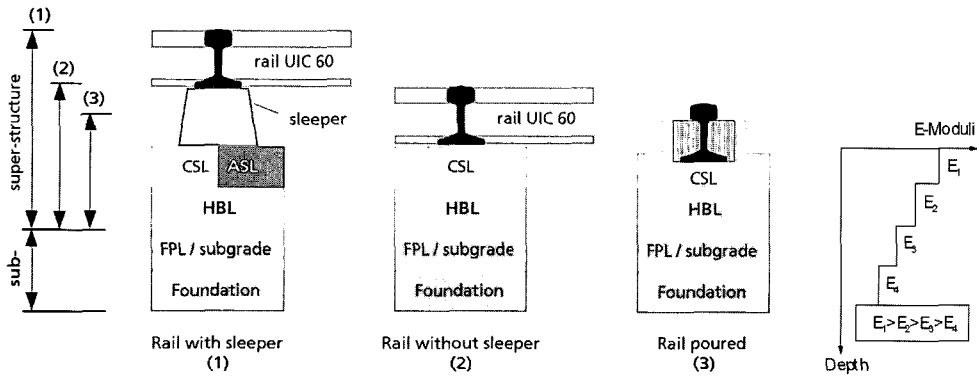 (1)
(2)
(3)
super-structure
sub-
rail UIC 60
sleeper
CSL
ASL
HBL
FPL / subgrade
Foundation
Rail with sleeper
(1)
rail UIC 60
CSL
HBL
FPL / subgrade
Foundation
Rail without sleeper
(2)
CSL
HBL
FPL / subgrade
Foundation
Rail poured
(3)
E-Moduli
E₁
E₂
E₃
E₄
E₁>E₂>E₃>E₄
Depth